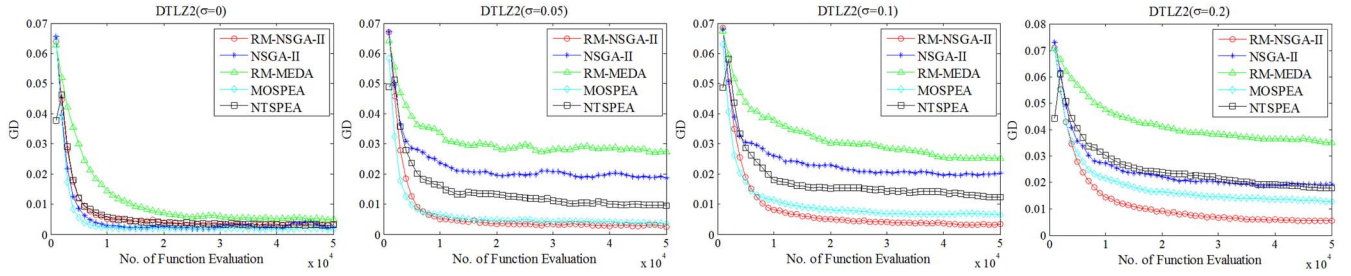 DTLZ2(σ=0)
0.07
0.06
0.05
0.04
0.03
0.02
0.01
0
GD
RM-NSGA-II
NSGA-II
RM-MEDA
MOSPEA
NTSPEA
0 1 2 3 4 5
x 10^4
No. of Function Evaluation
DTLZ2(σ=0.05)
0.07
0.06
0.05
0.04
0.03
0.02
0.01
0
GD
RM-NSGA-II
NSGA-II
RM-MEDA
MOSPEA
NTSPEA
0 1 2 3 4 5
x 10^4
No. of Function Evaluation
DTLZ2(σ=0.1)
0.07
0.06
0.05
0.04
0.03
0.02
0.01
0
GD
RM-NSGA-II
NSGA-II
RM-MEDA
MOSPEA
NTSPEA
0 1 2 3 4 5
x 10^4
No. of Function Evaluation
DTLZ2(σ=0.2)
0.08
0.07
0.06
0.05
0.04
0.03
0.02
0.01
0
GD
RM-NSGA-II
NSGA-II
RM-MEDA
MOSPEA
NTSPEA
0 1 2 3 4 5
x 10^4
No. of Function Evaluation